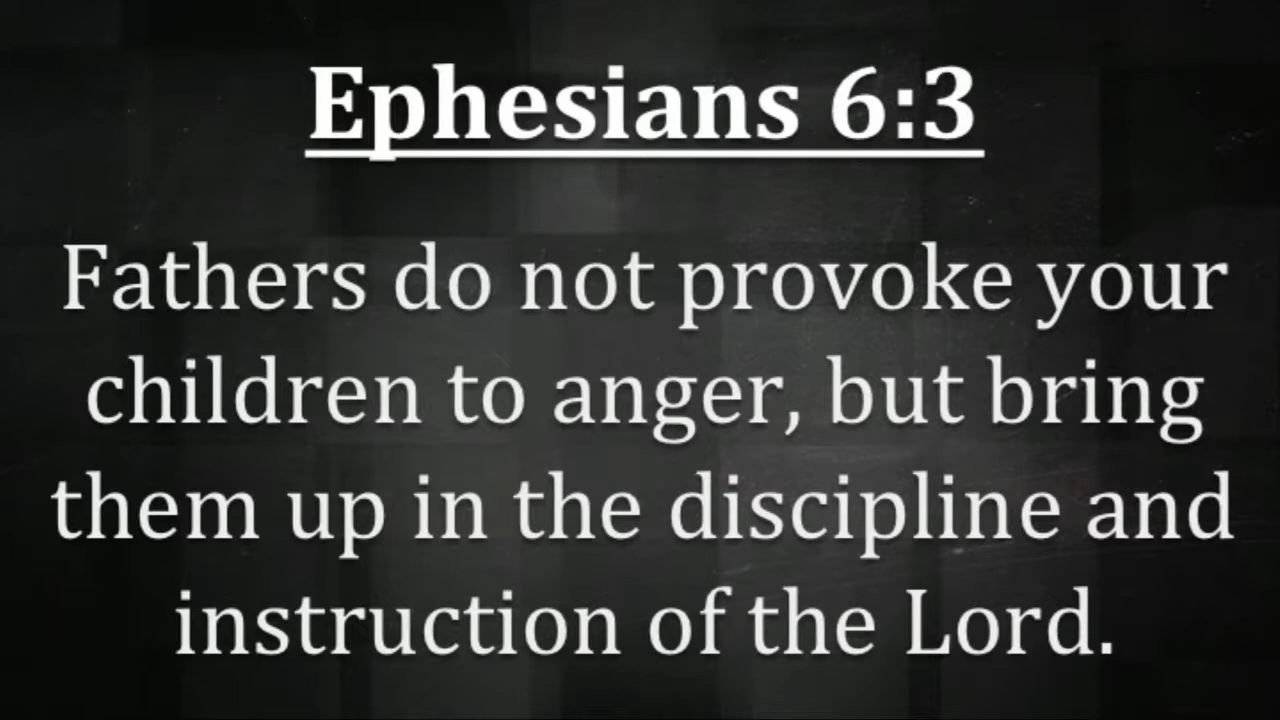 Ephesians 6:3
Fathers do not provoke your
children to anger, but bring
them up in the discipline and
instruction of the Lord.